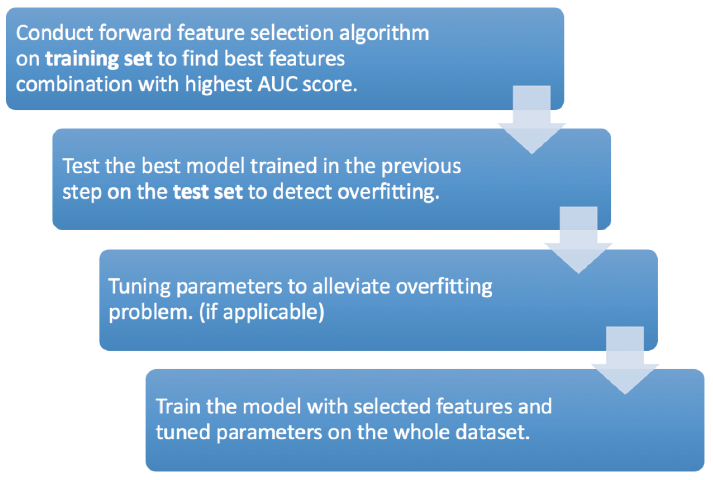 Conduct forward feature selection algorithm
on training set to find best features
combination with highest AUC score.
Test the best model trained in the previous
step on the test set to detect overfitting.
Tuning parameters to alleviate overfitting
problem. (if applicable)
Train the model with selected features and
tuned parameters on the whole dataset.